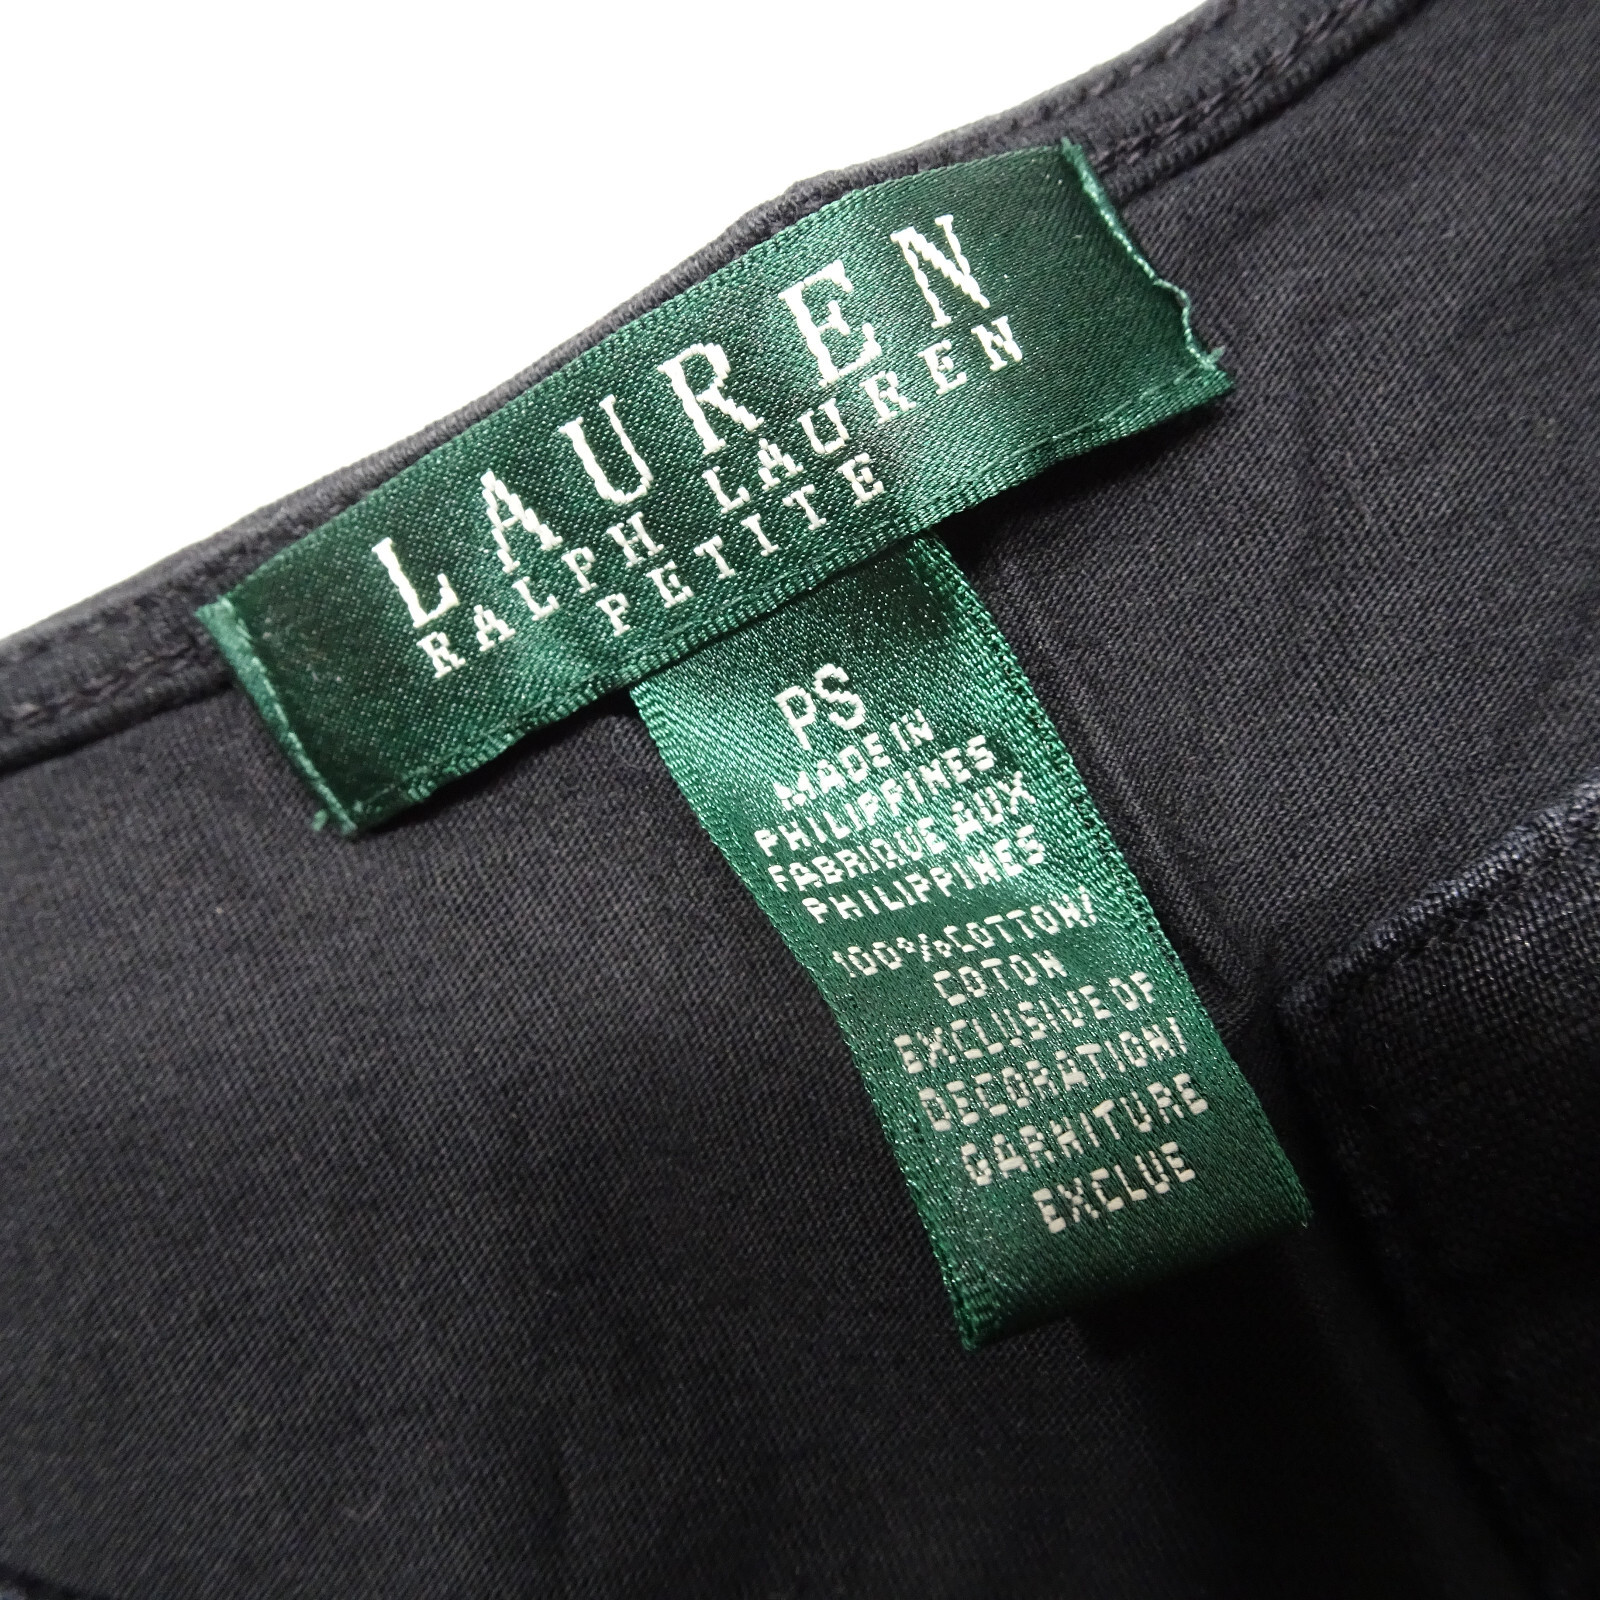 LAUREN
RALPH LAUREN
PETITE
PS
MADE IN
PHILIPPINES
FABRIQUE AUX
PHILIPPINES
100% COTTON/
COTON
EXCLUSIVE OF
DECORATION/
GARNITURE
EXCLUE